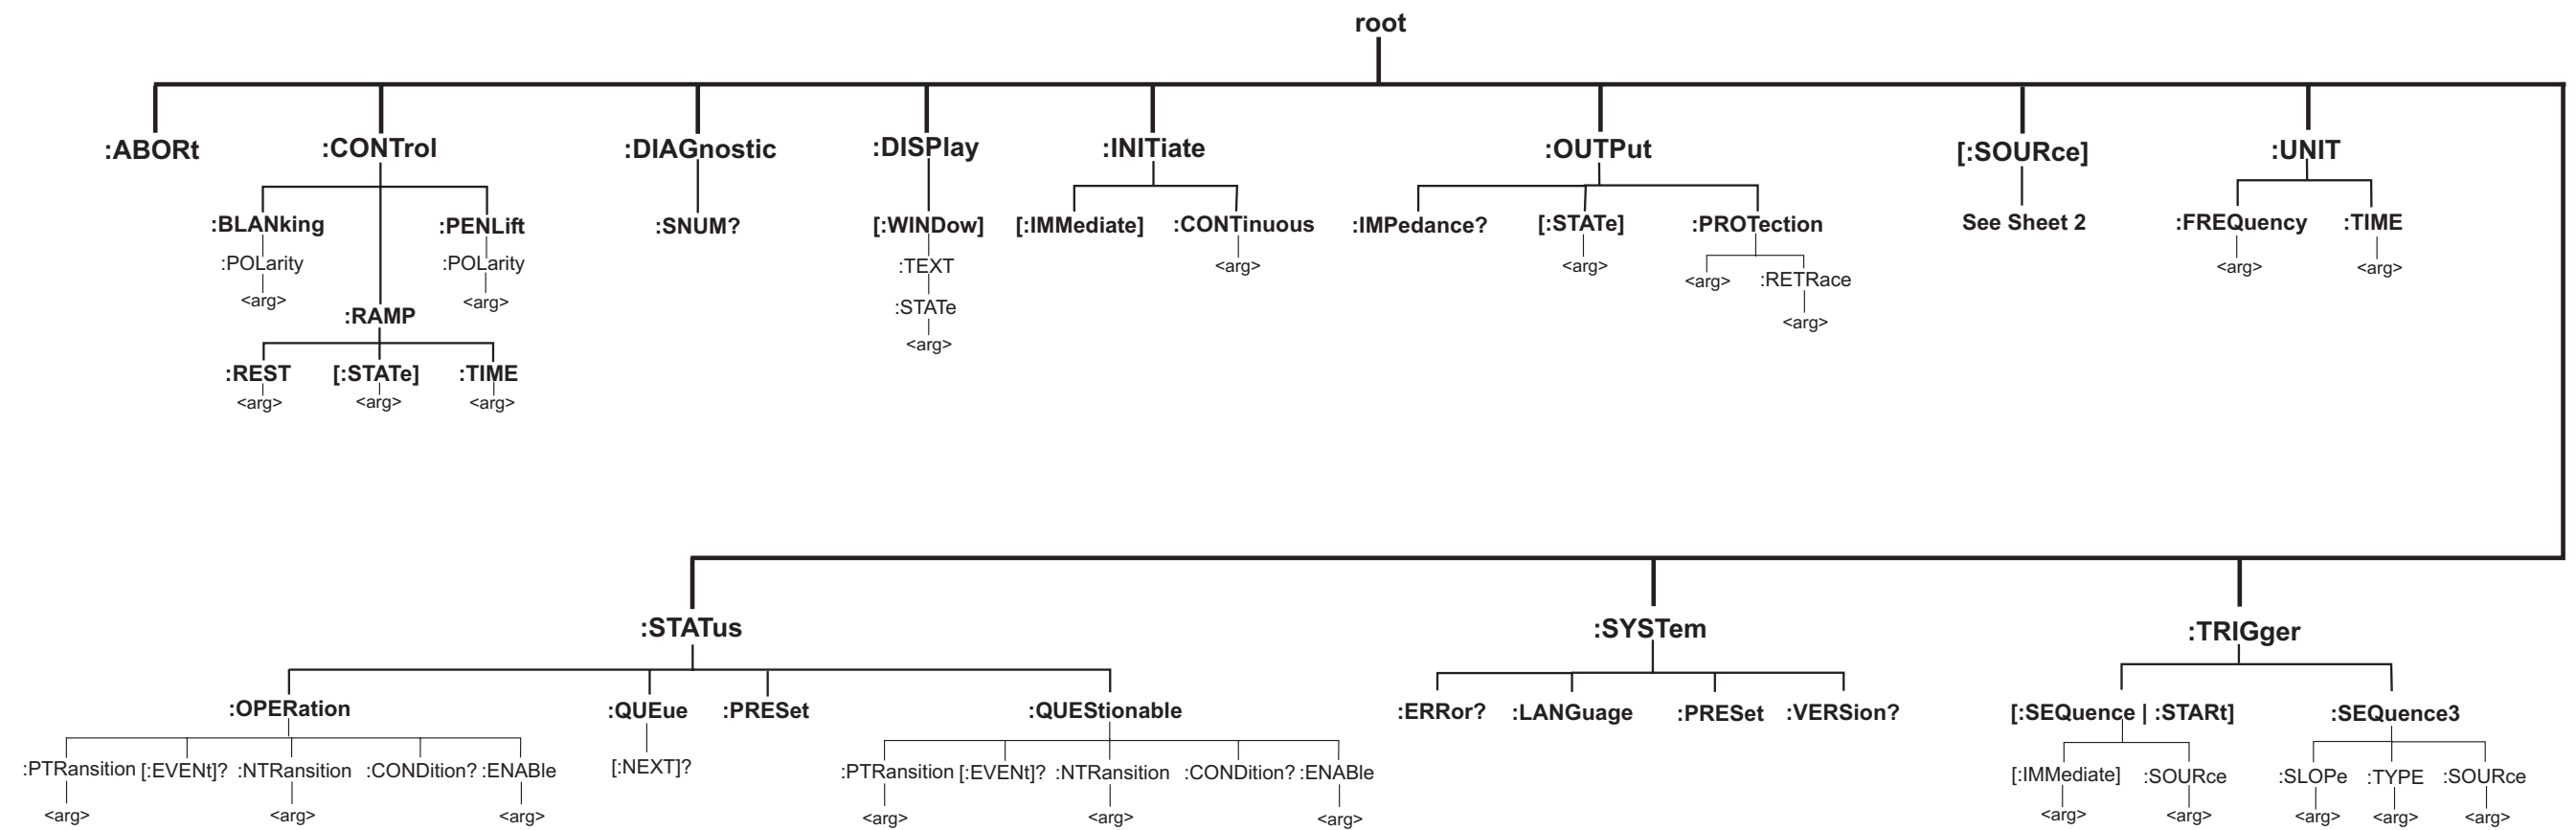 root
:ABORt :CONTrol :DIAGnostic :DISPlay :INITiate :OUTPut [:SOURce] :UNIT
:BLANking :PENLift :SNUM? [:WINDow] [:IMMediate] :CONTinuous :IMPedance? [:STATe] :PROTection See Sheet 2 :FREQuency :TIME
:POLarity :POLarity :TEXT <arg> <arg> <arg> :RETRace <arg> <arg>
<arg> <arg> :STATe <arg>
:RAMP <arg>
:REST [:STATe] :TIME
<arg> <arg> <arg>
:STATus :SYSTem :TRIGger
:OPERation :QUEue :PRESet :QUEStionable :ERRor? :LANGuage :PRESet :VERSion? [:SEQuence | :STARt] :SEQuence3
:PTRansition [:EVENt]? :NTRansition :CONDition? :ENABle [:NEXT]? :PTRansition [:EVENt]? :NTRansition :CONDition? :ENABle [:IMMediate] :SOURce :SLOPe :TYPE :SOURce
<arg> <arg> <arg> <arg> <arg> <arg> <arg> <arg> <arg> <arg> <arg>